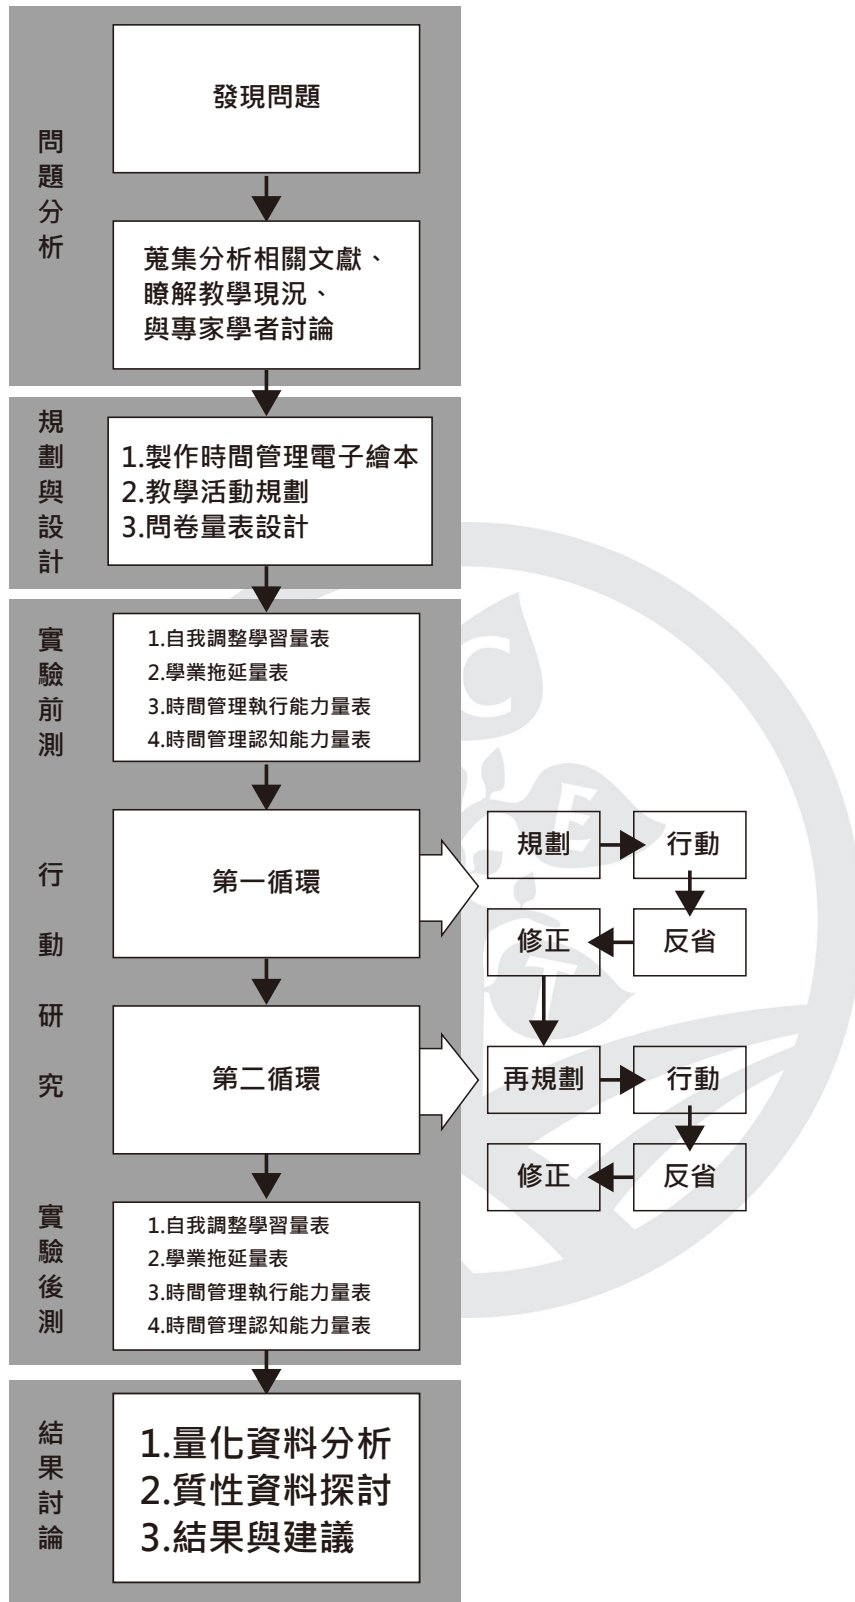 問題分析
發現問題
蒐集分析相關文獻、
瞭解教學現況、
與專家學者討論
規劃與設計
1.製作時間管理電子繪本
2.教學活動規劃
3.問卷量表設計
實驗前測
1.自我調整學習量表
2.學業拖延量表
3.時間管理執行能力量表
4.時間管理認知能力量表
行動研究
第一循環
規劃
行動
修正
反省
第二循環
再規劃
行動
修正
反省
實驗後測
1.自我調整學習量表
2.學業拖延量表
3.時間管理執行能力量表
4.時間管理認知能力量表
結果討論
1.量化資料分析
2.質性資料探討
3.結果與建議
C
E
T